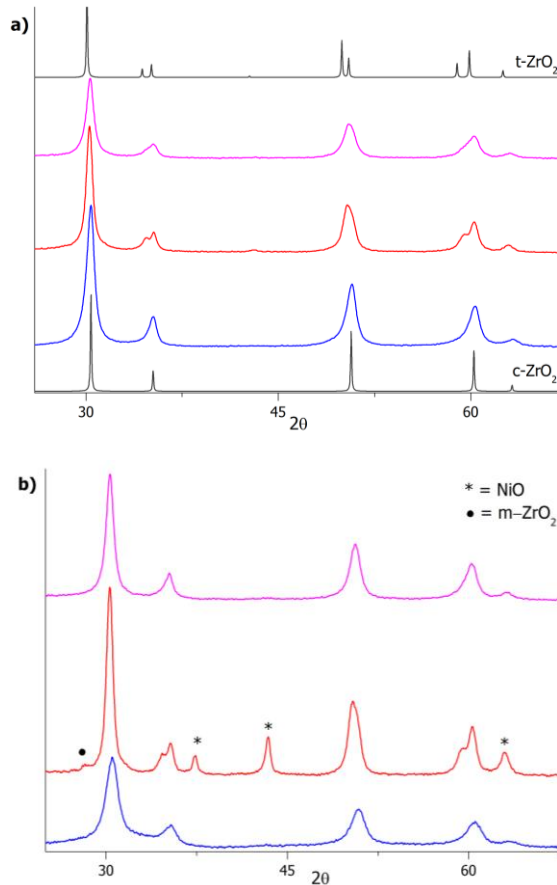 a)
t-ZrO₂
c-ZrO₂
30
45
60
2θ
b)
* = NiO
● = m–ZrO₂
●
*
*
*
30
45
60
2θ